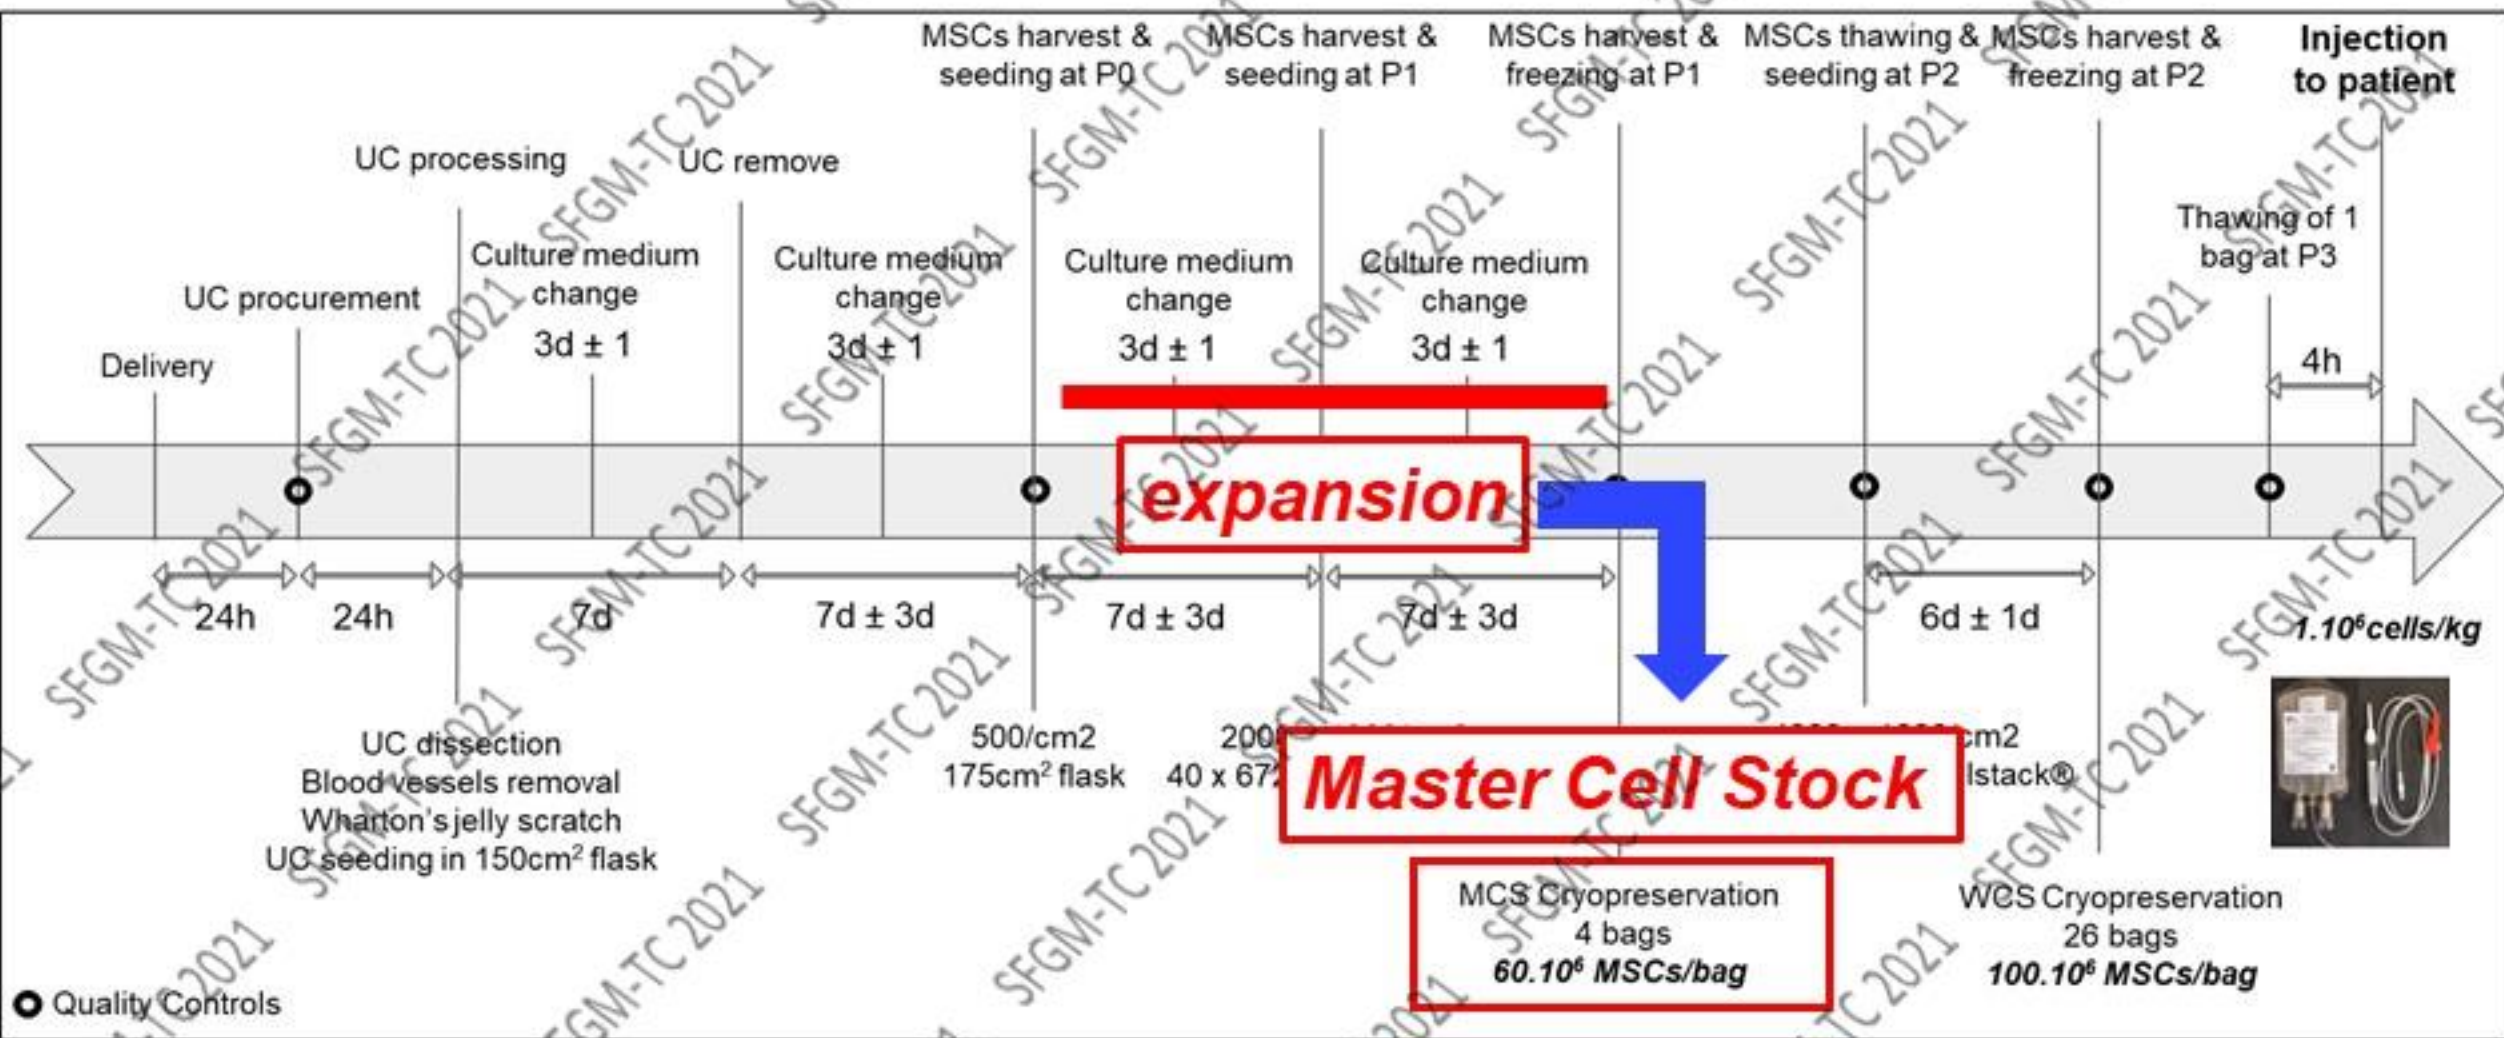 MSCs harvest &
seeding at P0
MSCs harvest &
seeding at P1
MSCs harvest &
freezing at P1
MSCs thawing &
seeding at P2
MSCs harvest &
freezing at P2
Injection
to patient
UC processing
UC remove
Thawing of 1
bag at P3
Culture medium
change
3d ± 1
Culture medium
change
3d ± 1
Culture medium
change
3d ± 1
Culture medium
change
3d ± 1
UC procurement
Delivery
4h
expansion
24h
24h
7d
7d ± 3d
7d ± 3d
7d ± 3d
6d ± 1d
1.10⁶cells/kg
UC dissection
Blood vessels removal
Wharton's jelly scratch
UC seeding in 150cm² flask
500/cm2
175cm² flask
40 x
cm2
Master Cell Stock
MCS Cryopreservation
4 bags
60.10⁶ MSCs/bag
WCS Cryopreservation
26 bags
100.10⁶ MSCs/bag
Quality Controls
SFGM-TC 2021